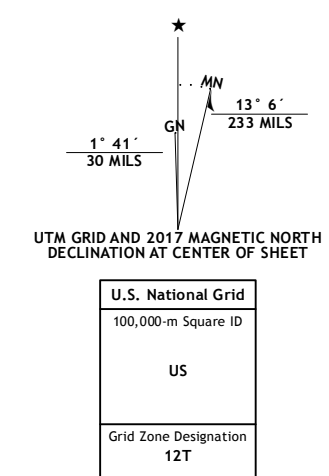 ★
MN
GN
13° 6´
233 MILS
1° 41´
30 MILS
UTM GRID AND 2017 MAGNETIC NORTH
DECLINATION AT CENTER OF SHEET
U.S. National Grid
100,000-m Square ID
US
Grid Zone Designation
12T